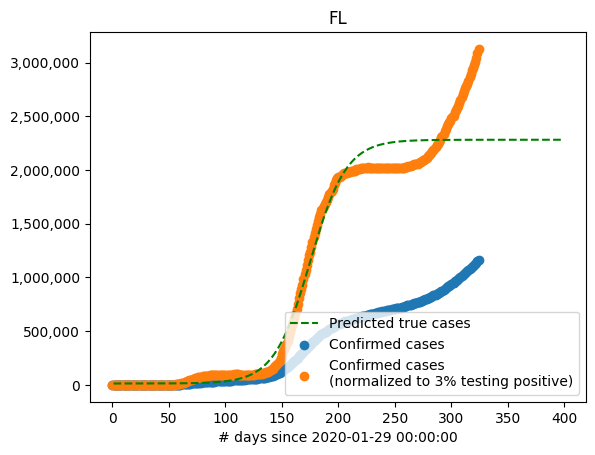 FL
3,000,000
2,500,000
2,000,000
1,500,000
1,000,000
500,000
0
Predicted true cases
Confirmed cases
Confirmed cases
(normalized to 3% testing positive)
0 50 100 150 200 250 300 350 400
# days since 2020-01-29 00:00:00